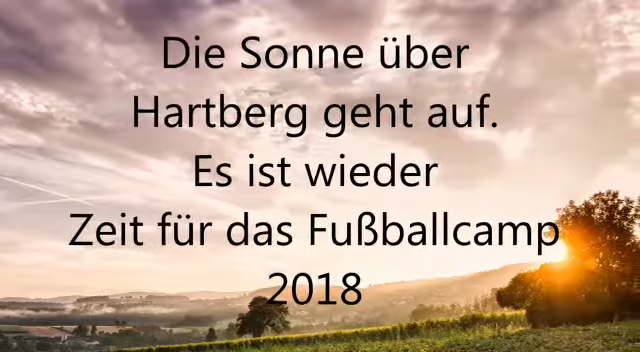 Die Sonne über
Hartberg geht auf.
Es ist wieder
Zeit für das Fußballcamp
2018